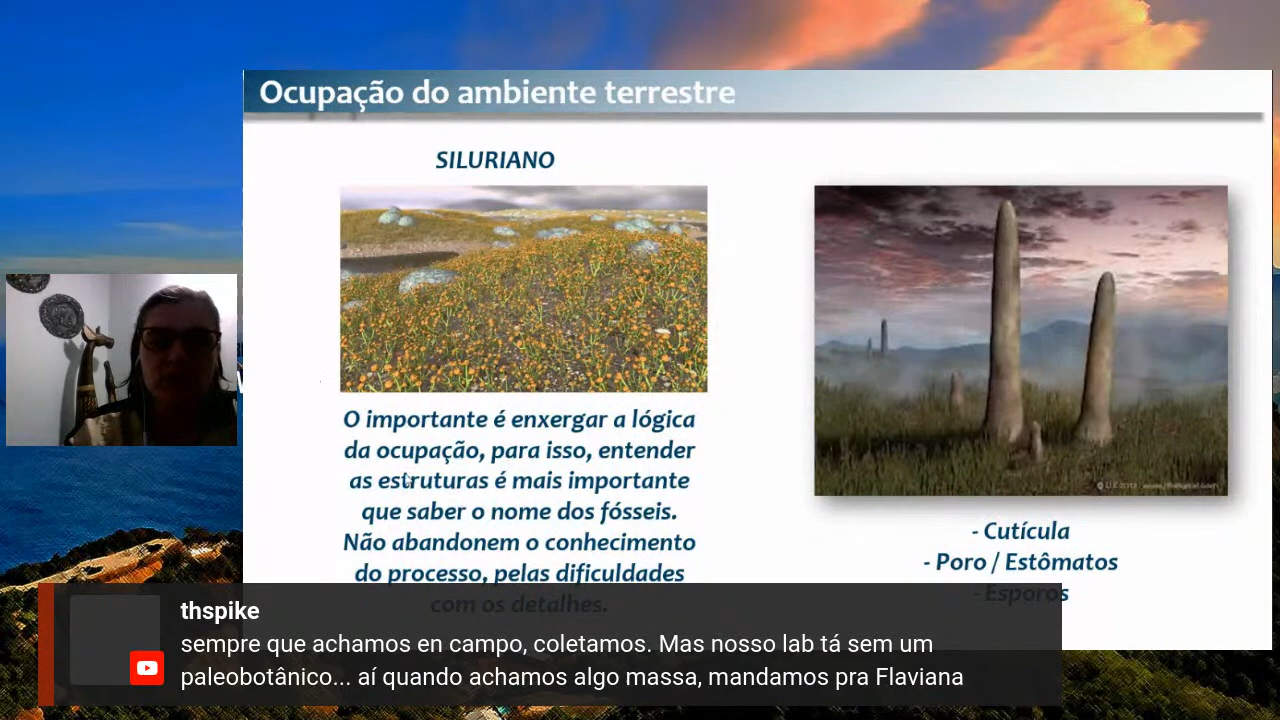 Ocupação do ambiente terrestre
SILURIANO
O importante é enxergar a lógica
da ocupação, para isso, entender
as estruturas é mais importante
que saber o nome dos fósseis.
Não abandonem o conhecimento
do processo, pelas dificuldades
com os detalhes.
- Cutícula
- Poro / Estômatos
- Esporos
thspike
sempre que achamos en campo, coletamos. Mas nosso lab tá sem um
paleobotânico... aí quando achamos algo massa, mandamos pra Flaviana